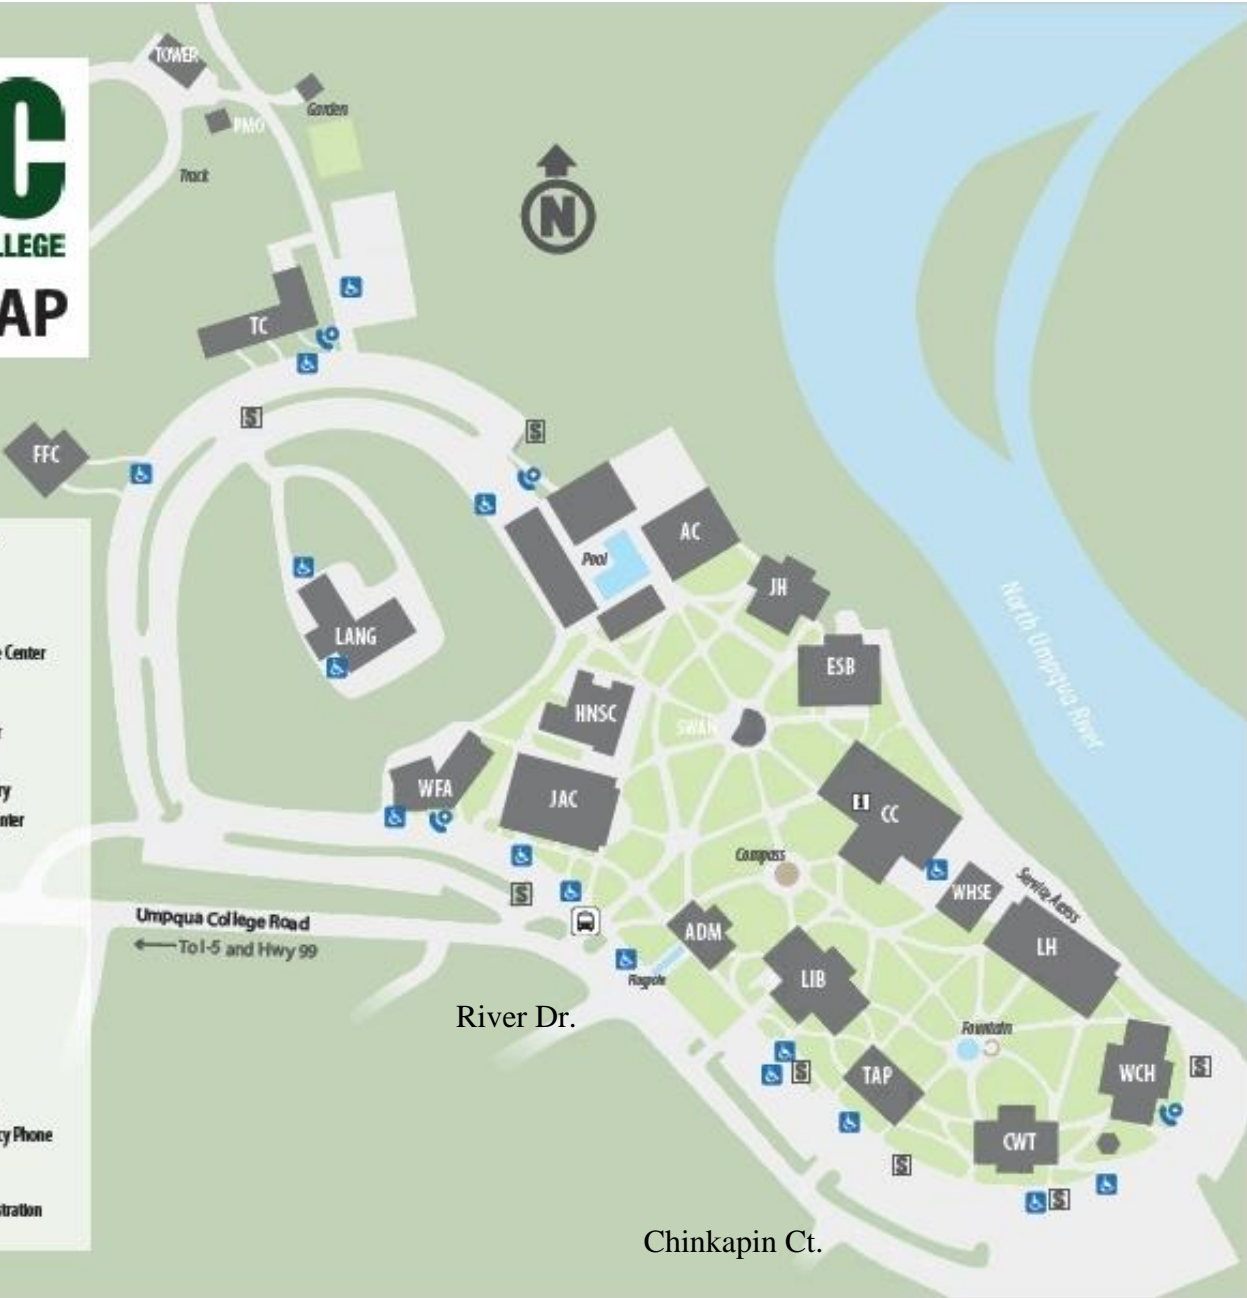 TOWER
C
PMO
Garden
Track
LLEGE
N
AP
TC
S
S
FFC
AC
Pool
JH
LANG
e Center
ESB
HNSC
SWAN
North Umpqua River
r
ry
WFA
JAC
nter
CC
Compass
WHSE
Service Access
S
Umpqua College Road
To I-5 and Hwy 99
ADM
LH
LIB
Flagpole
River Dr.
Fountain
S
TAP
WCH
S
cy Phone
CWT
S
S
stration
Chinkapin Ct.